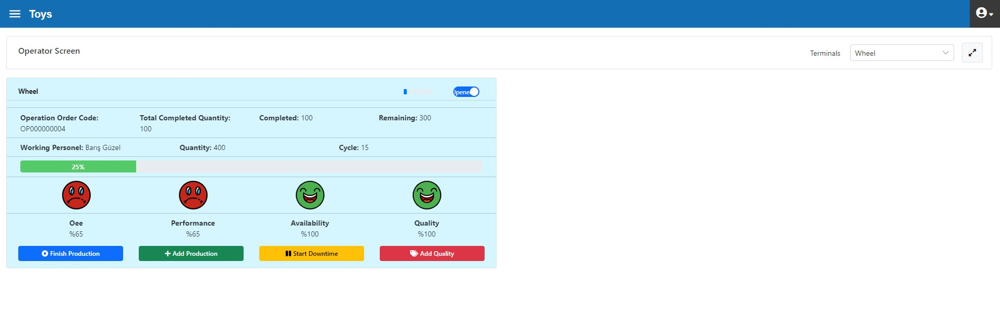 Toys
Operator Screen
Terminals
Wheel
Wheel
Opene
Operation Order Code: OP000000004
Total Completed Quantity: 100
Completed: 100
Remaining: 300
Working Personel: Barış Güzel
Quantity: 400
Cycle: 15
25%
Oee
%65
Performance
%65
Availability
%100
Quality
%100
Finish Production
Add Production
Start Downtime
Add Quality